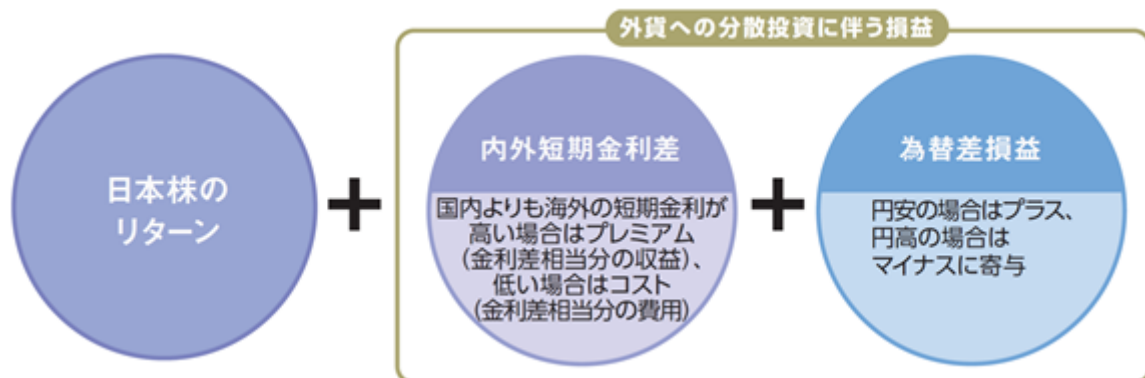 外貨への分散投資に伴う損益
日本株の
リターン
+
内外短期金利差
国内よりも海外の短期金利が
高い場合はプレミアム
(金利差相当分の収益)、
低い場合はコスト
(金利差相当分の費用)
+
為替差損益
円安の場合はプラス、
円高の場合は
マイナスに寄与